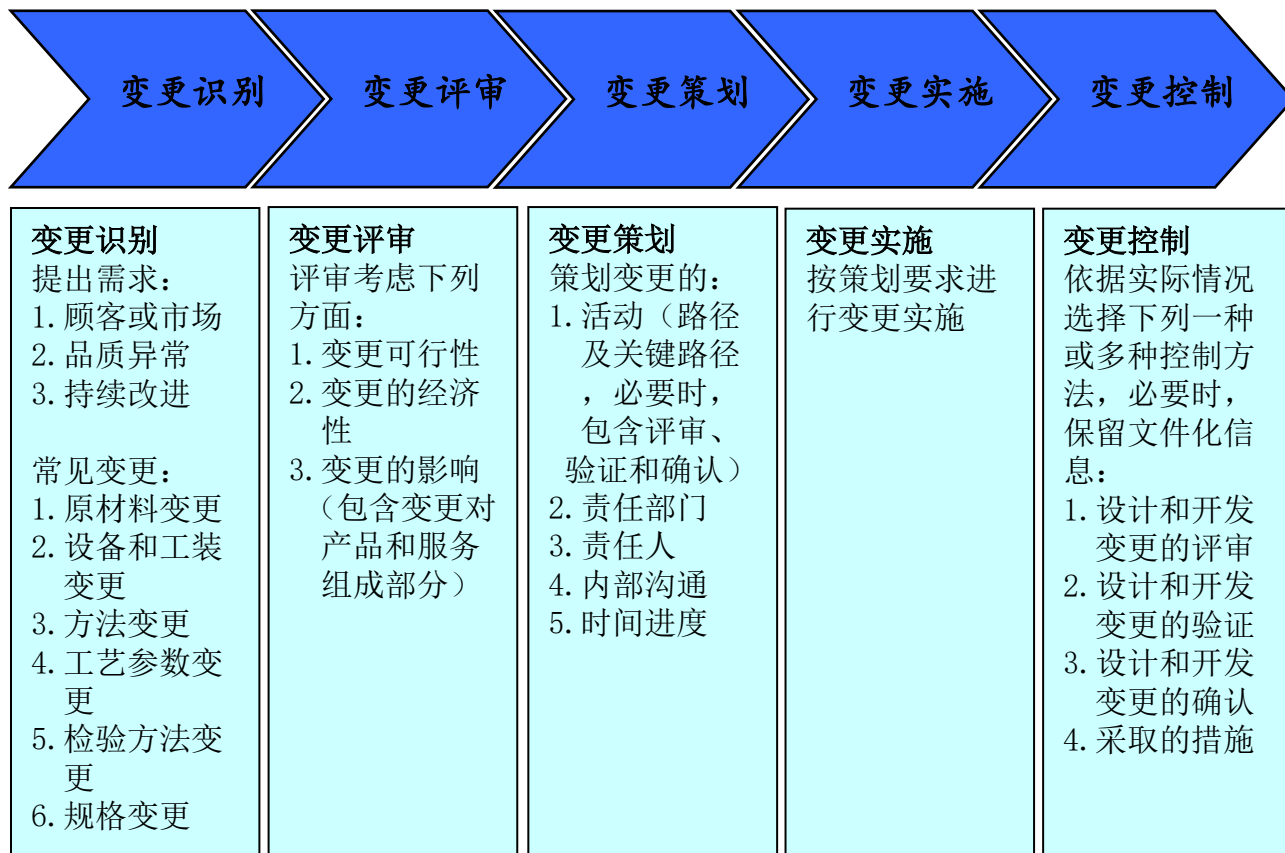 变更识别
变更评审
变更策划
变更实施
变更控制
变更识别
提出需求：
1.顾客或市场
2.品质异常
3.持续改进
常见变更：
1.原材料变更
2.设备和工装
变更
3.方法变更
4.工艺参数变
更
5.检验方法变
更
6.规格变更
变更评审
评审考虑下列
方面：
1.变更可行性
2.变更的经济
性
3.变更的影响
（包含变更对
产品和服务
组成部分）
变更策划
策划变更的：
1.活动（路径
及关键路径
，必要时，
包含评审、
验证和确认）
2.责任部门
3.责任人
4.内部沟通
5.时间进度
变更实施
按策划要求进
行变更实施
变更控制
依据实际情况
选择下列一种
或多种控制方
法，必要时，
保留文件化信
息：
1.设计和开发
变更的评审
2.设计和开发
变更的验证
3.设计和开发
变更的确认
4.采取的措施